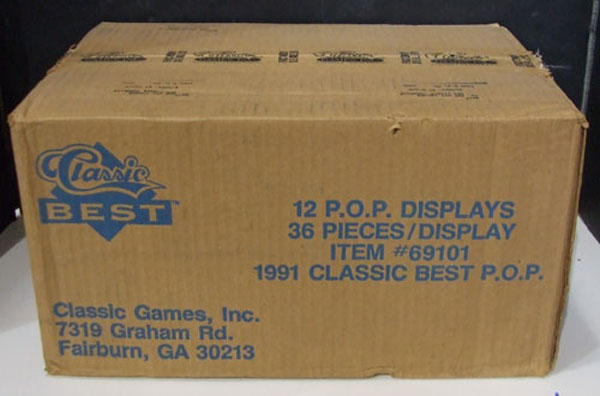 Classic
BEST™
12 P.O.P. DISPLAYS
36 PIECES/DISPLAY
ITEM #69101
1991 CLASSIC BEST P.O.P.
Classic Games, Inc.
7319 Graham Rd.
Fairburn, GA 30213